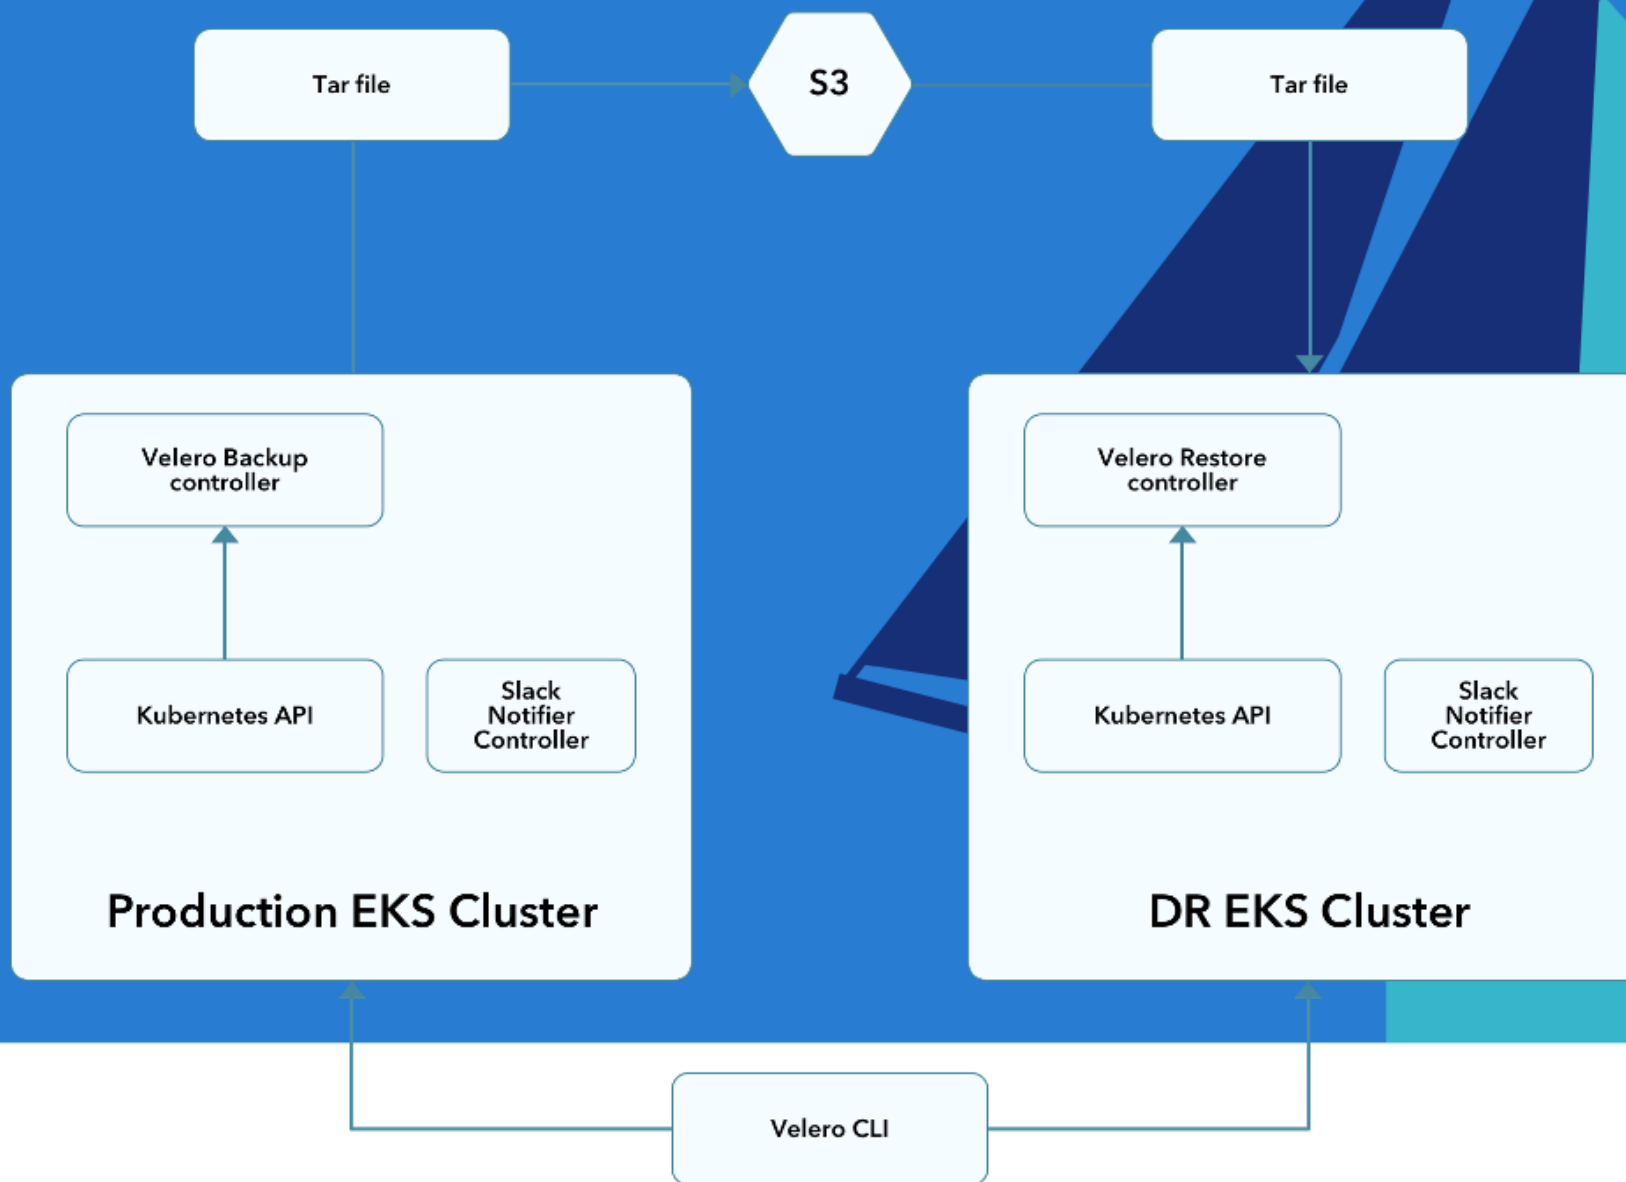 Tar file
S3
Tar file
Velero Backup
controller
Kubernetes API
Slack
Notifier
Controller
Production EKS Cluster
Velero Restore
controller
Kubernetes API
Slack
Notifier
Controller
DR EKS Cluster
Velero CLI